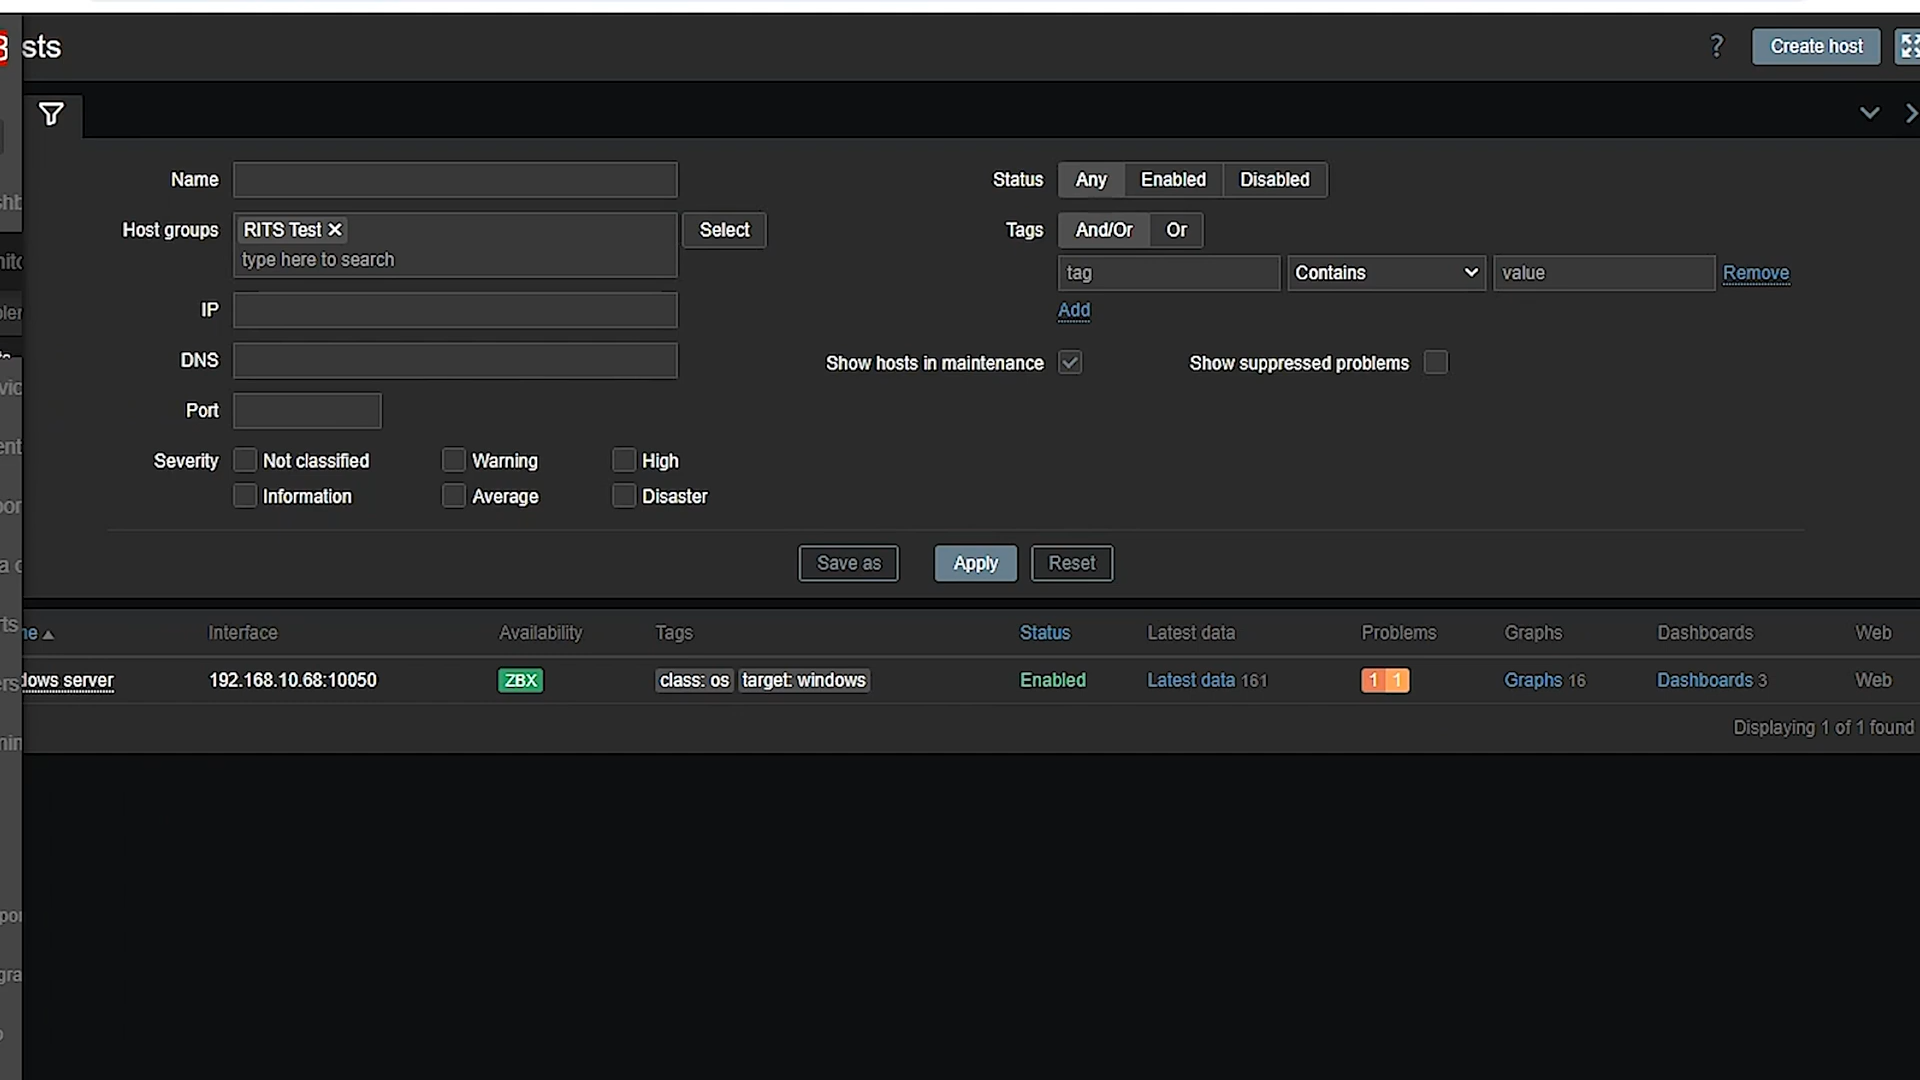 sts
? Create host
Name
Status Any Enabled Disabled
Host groups RITS Test ✕ Select
type here to search
Tags And/Or Or
tag Contains value Remove
Add
IP
DNS
Show hosts in maintenance Show suppressed problems
Port
Severity Not classified Warning High
Information Average Disaster
Save as Apply Reset
Interface Availability Tags Status Latest data Problems Graphs Dashboards Web
dows server 192.168.10.68:10050 ZBX class: os target: windows Enabled Latest data 161 1 1 Graphs 16 Dashboards 3 Web
Displaying 1 of 1 found